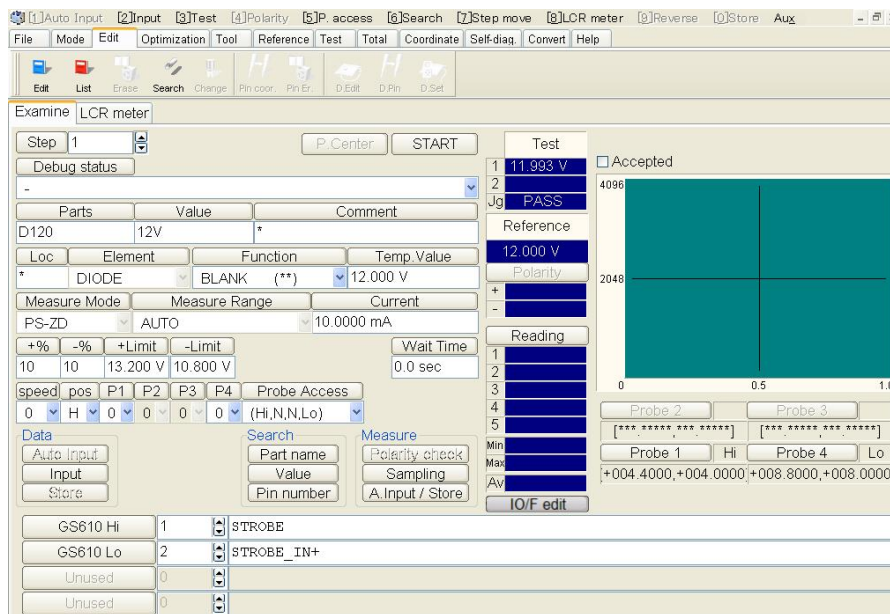 [1]Auto Input [2]Input [3]Test [4]Polarity [5]P. access [6]Search [7]Step move [8]LCR meter [9]Reverse [0]Store Aux
File Mode Edit Optimization Tool Reference Test Total Coordinate Self-diag. Convert Help
Edit List Erase Search Change Pin coor. Pin Er. D.Edit D.Pin D.Set
Examine LCR meter
Step 1 P.Center START Test
Debug status 1 11.993 V Accepted
- 2 4096
Jg PASS
Parts Value Comment Reference
D120 12V * 12.000 V
Loc Element Function Temp.Value Polarity
* DIODE BLANK (**) 12.000 V + 2048
Measure Mode Measure Range Current -
PS-ZD AUTO 10.0000 mA Reading
+% -% +Limit -Limit Wait Time 1
10 10 13.200 V 10.800 V 0.0 sec 2
speed pos P1 P2 P3 P4 Probe Access 3 0 0.5 1.0
0 H 0 0 0 0 (Hi,N,N,Lo) 4 Probe 2 Probe 3
Data Search Measure 5 [***.*****,***.*****] [***.*****,***.*****]
Auto Input Part name Polarity check Min Probe 1 Hi Probe 4 Lo
Input Value Sampling Max +004.4000,+004.0000 +008.8000,+008.0000
Store Pin number A.Input / Store Av
IO/F edit
GS610 Hi 1 STROBE
GS610 Lo 2 STROBE_IN+
Unused 0
Unused 0